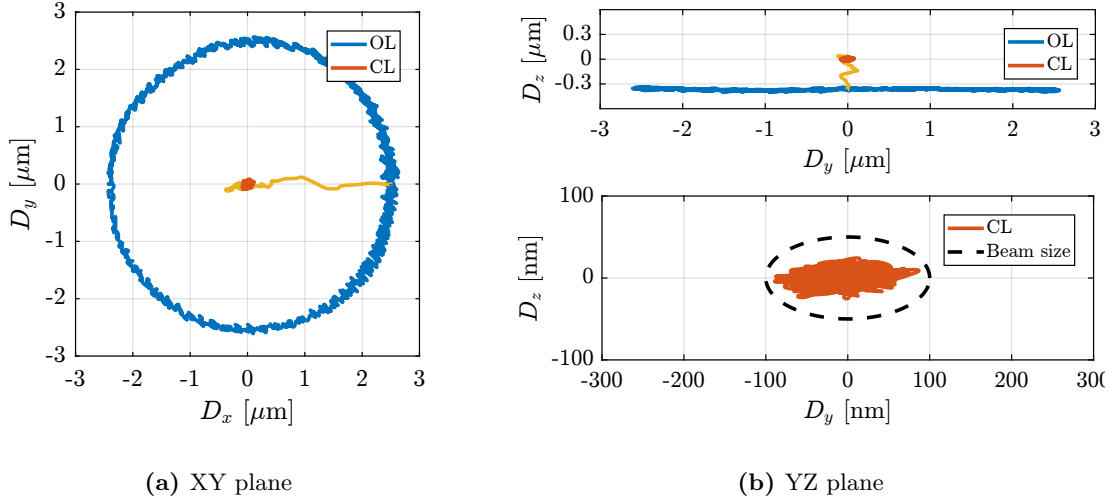 3
2
1
0
-1
-2
-3
-3 -2 -1 0 1 2 3
D_y [μm]
D_x [μm]
OL
CL
(a) XY plane
0.3
0
-0.3
-3 -2 -1 0 1 2 3
D_z [μm]
D_y [μm]
OL
CL
100
0
-100
-300 -200 -100 0 100 200 300
D_z [nm]
D_y [nm]
CL
Beam size
(b) YZ plane